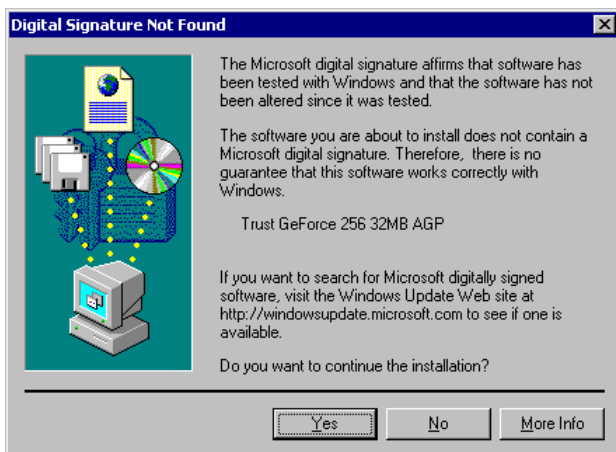 Digital Signature Not Found
The Microsoft digital signature affirms that software has
been tested with Windows and that the software has not
been altered since it was tested.
The software you are about to install does not contain a
Microsoft digital signature. Therefore, there is no
guarantee that this software works correctly with
Windows.
Trust GeForce 256 32MB AGP
If you want to search for Microsoft digitally signed
software, visit the Windows Update Web site at
http://windowsupdate.microsoft.com to see if one is
available.
Do you want to continue the installation?
Yes No More Info